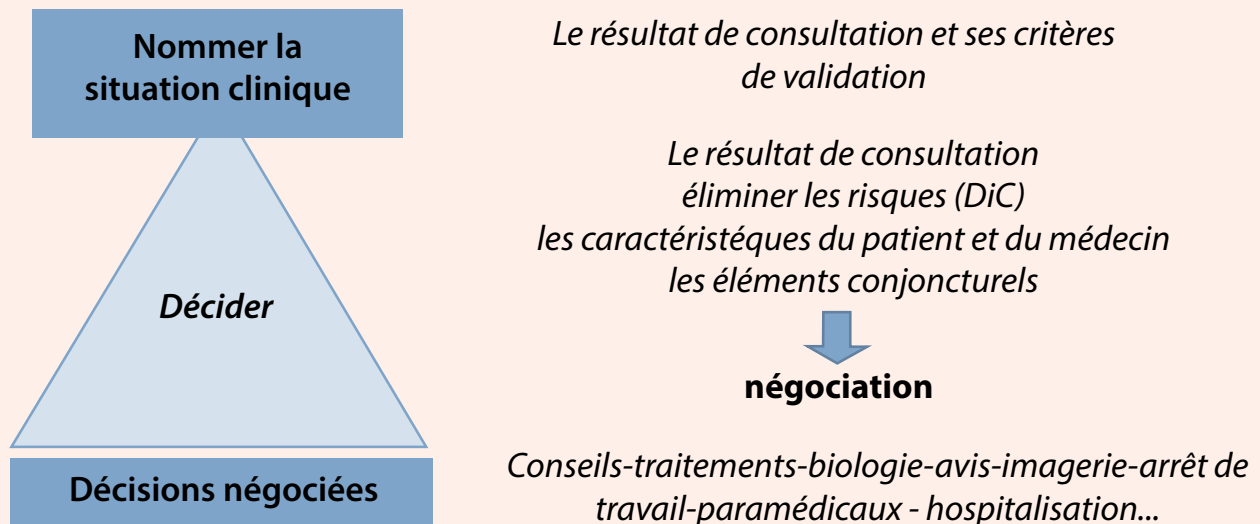 Nommer la
situation clinique
Le résultat de consultation et ses critères
de validation
Le résultat de consultation
éliminer les risques (DiC)
les caractéristéques du patient et du médecin
les éléments conjoncturels
Décider
négociation
Décisions négociées
Conseils-traitements-biologie-avis-imagerie-arrêt de
travail-paramédicaux - hospitalisation...